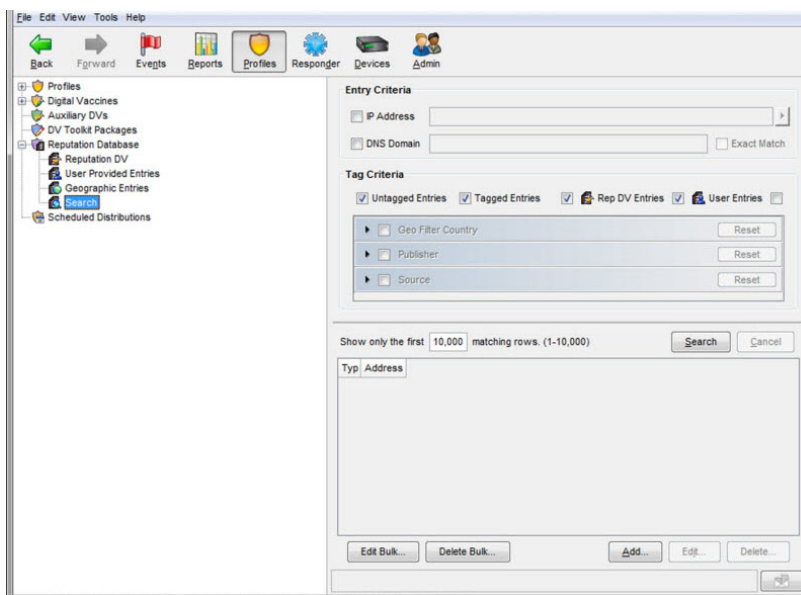 File Edit View Tools Help
Back Forward Events Reports Profiles Responder Devices Admin
Profiles
Digital Vaccines
Auxiliary DVs
DV Toolkit Packages
Reputation Database
Reputation DV
User Provided Entries
Geographic Entries
Search
Scheduled Distributions
Entry Criteria
IP Address
DNS Domain Exact Match
Tag Criteria
Untagged Entries Tagged Entries Rep DV Entries User Entries
Geo Filter Country Reset
Publisher Reset
Source Reset
Show only the first 10,000 matching rows. (1-10,000) Search Cancel
Typ Address
Edit Bulk... Delete Bulk... Add... Edit... Delete...